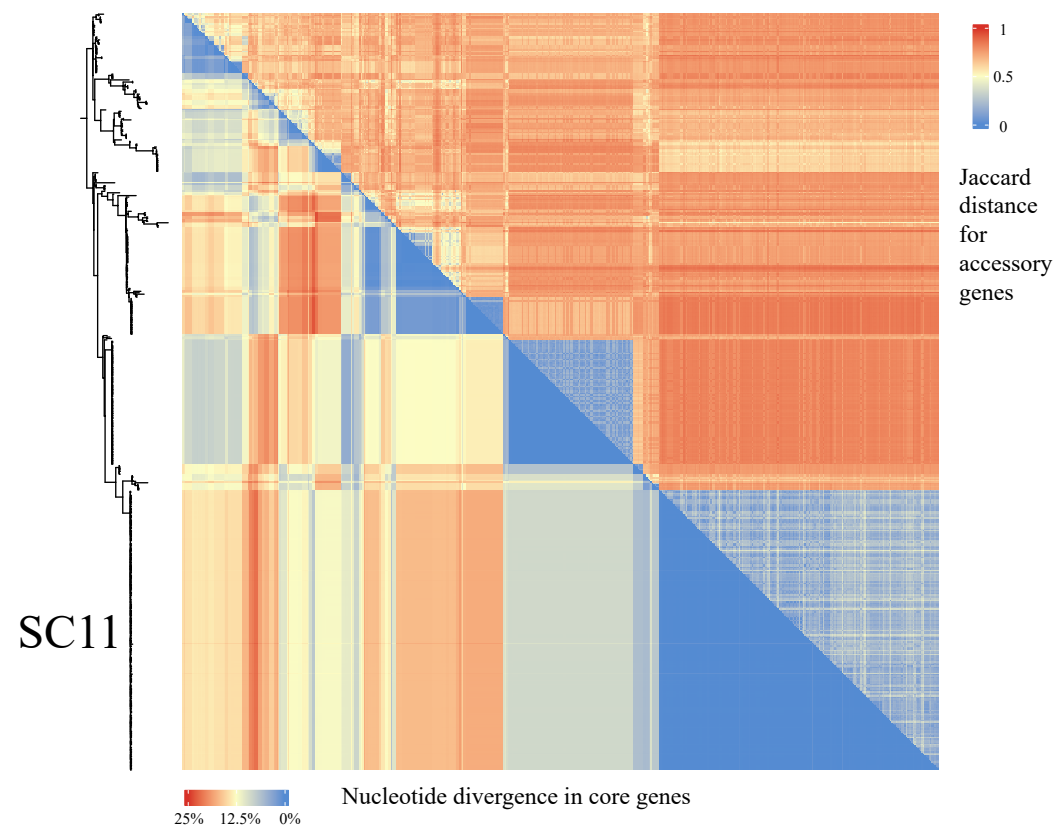 1
0.5
0
Jaccard
distance
for
accessory
genes
SC11
Nucleotide divergence in core genes
25% 12.5% 0%